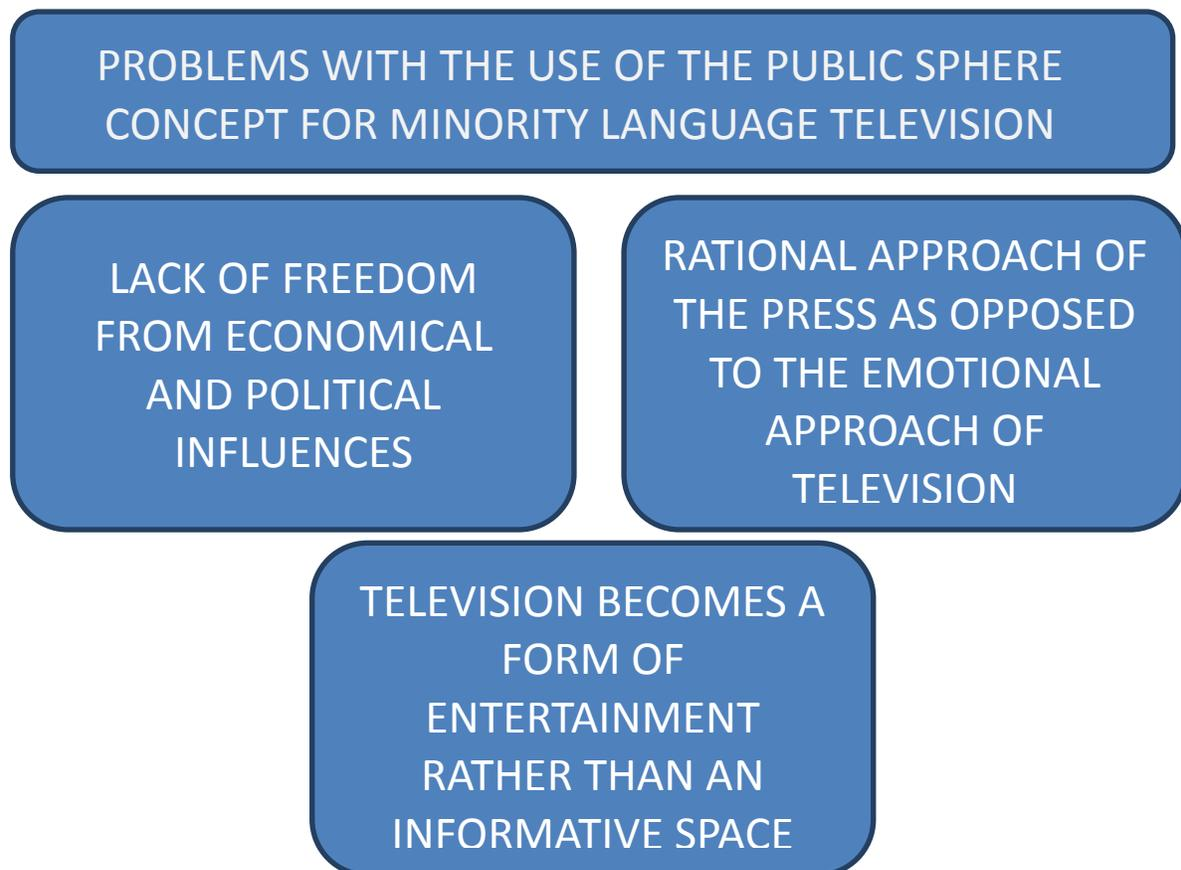 PROBLEMS WITH THE USE OF THE PUBLIC SPHERE
CONCEPT FOR MINORITY LANGUAGE TELEVISION
LACK OF FREEDOM
FROM ECONOMICAL
AND POLITICAL
INFLUENCES
RATIONAL APPROACH OF
THE PRESS AS OPPOSED
TO THE EMOTIONAL
APPROACH OF
TELEVISION
TELEVISION BECOMES A
FORM OF
ENTERTAINMENT
RATHER THAN AN
INFORMATIVE SPACE